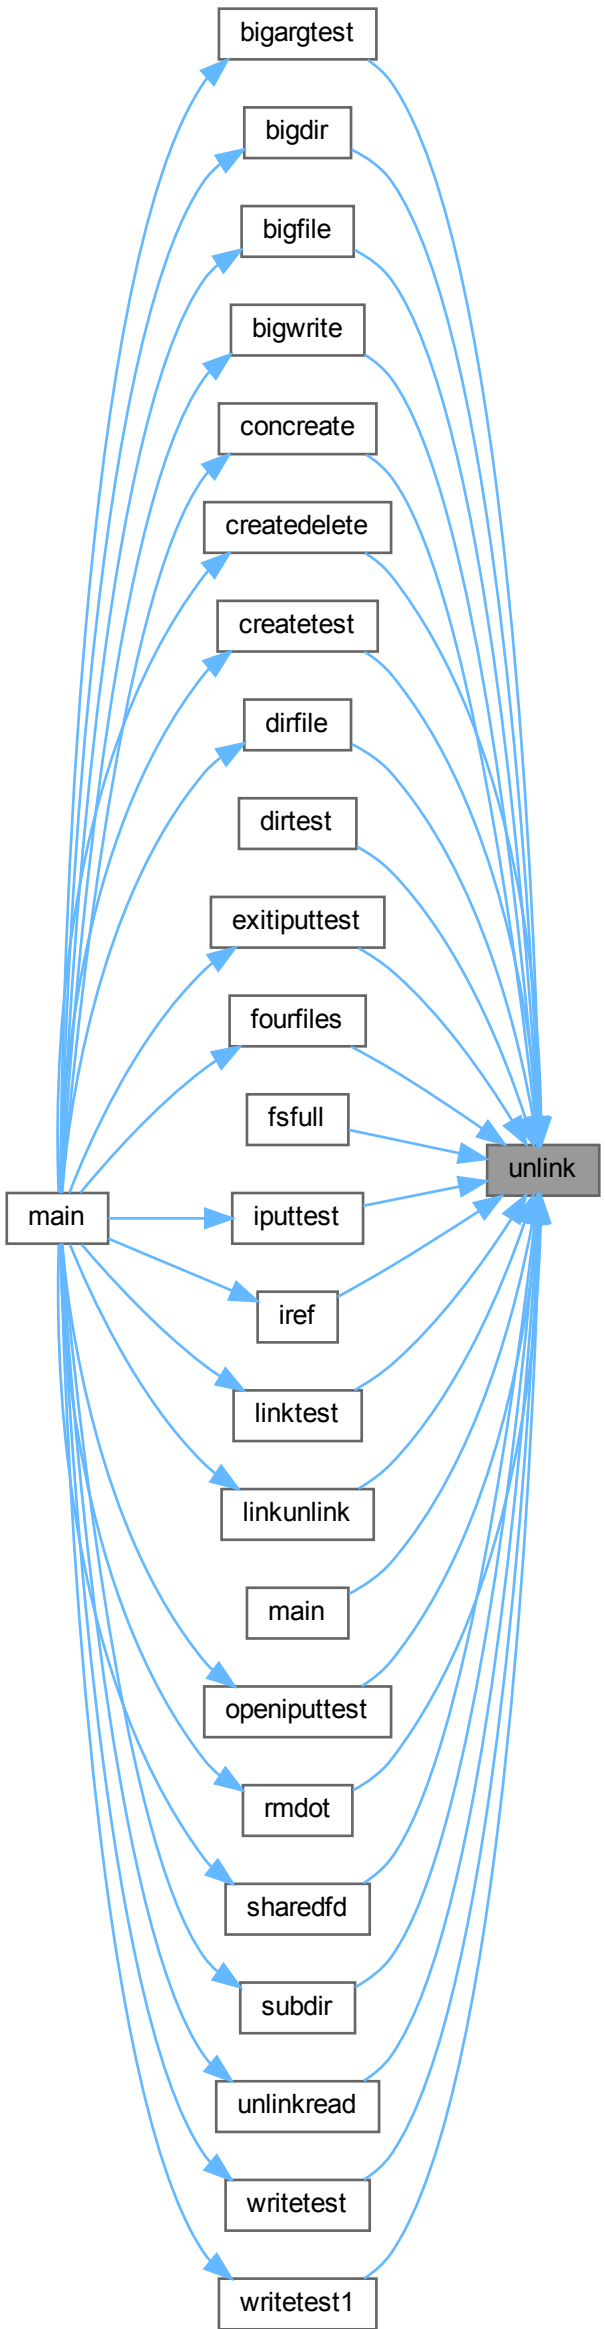 bigargtest
bigdir
bigfile
bigwrite
concreate
createdelete
createtest
dirfile
dirtest
exitiputtest
fourfiles
fsfull
unlink
main
iputtest
iref
linktest
linkunlink
main
openiputtest
rmdot
sharedfd
subdir
unlinkread
writetest
writetest1